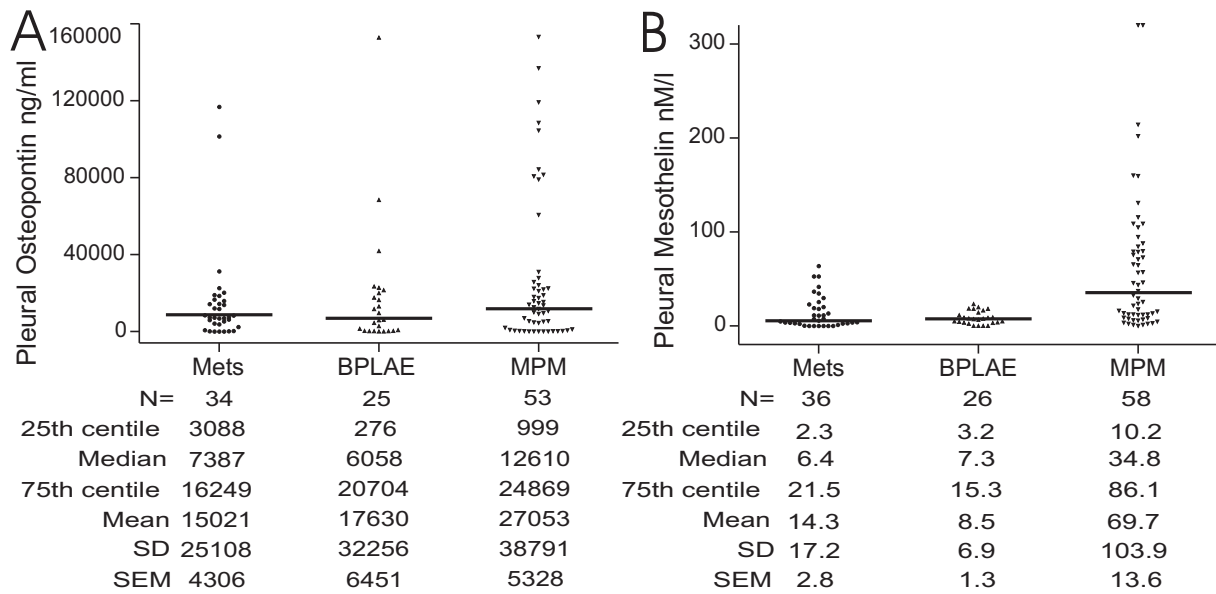 A
Pleural Osteopontin ng/ml
160000
120000
80000
40000
0
Mets BPLAE MPM
N= 34 25 53
25th centile 3088 276 999
Median 7387 6058 12610
75th centile 16249 20704 24869
Mean 15021 17630 27053
SD 25108 32256 38791
SEM 4306 6451 5328
B
Pleural Mesothelin nM/l
300
200
100
0
Mets BPLAE MPM
N= 36 26 58
25th centile 2.3 3.2 10.2
Median 6.4 7.3 34.8
75th centile 21.5 15.3 86.1
Mean 14.3 8.5 69.7
SD 17.2 6.9 103.9
SEM 2.8 1.3 13.6